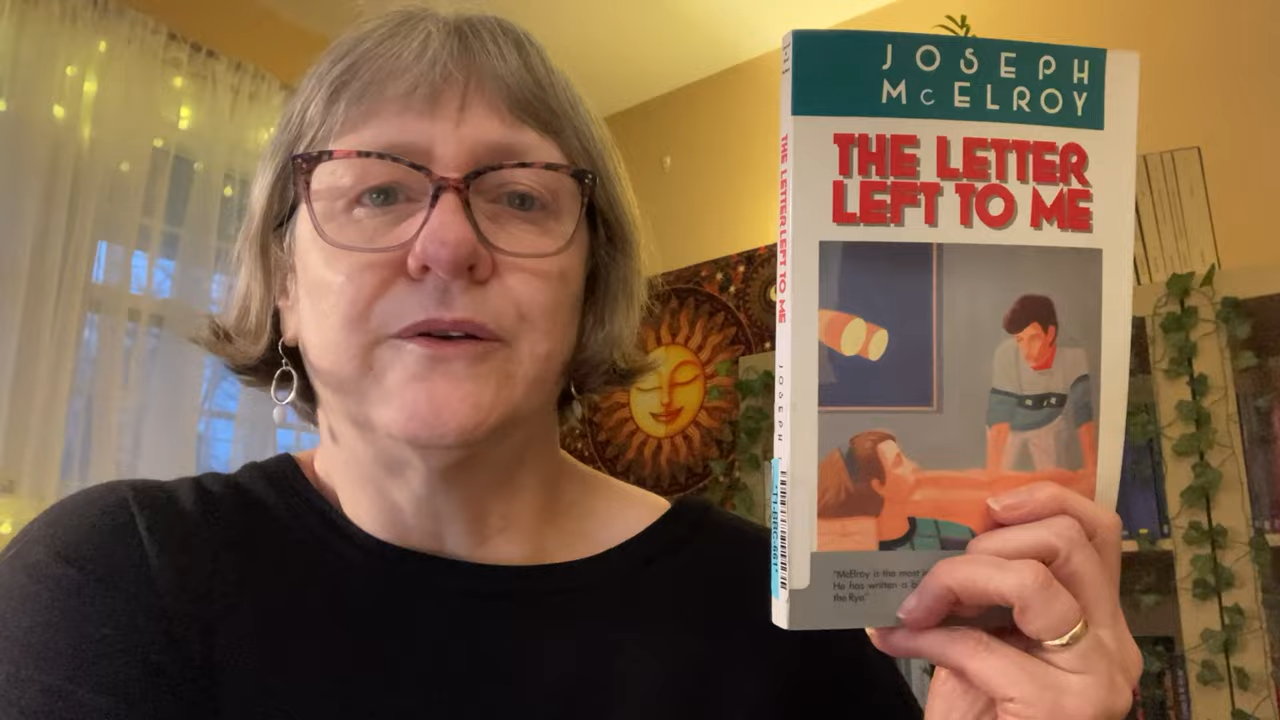 JOSEPH
McELROY
THE LETTER
LEFT TO ME
"McElroy is the most
He has written a
the Rye."
THE LETTER LEFT TO ME
JOSEPH